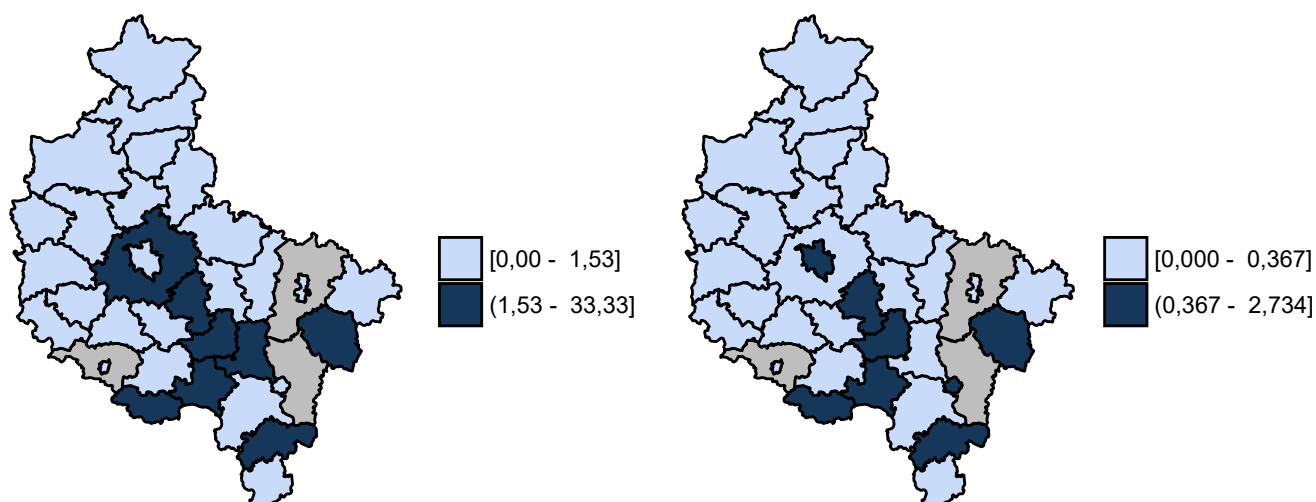 [0,00 - 1,53]
(1,53 - 33,33]
[0,000 - 0,367]
(0,367 - 2,734]